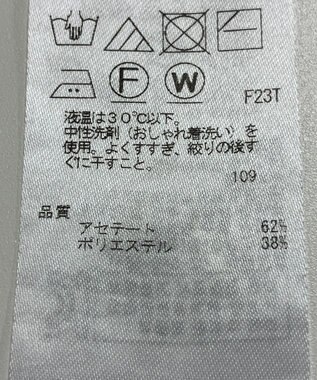 F
W
F23T
液温は30℃以下。
中性洗剤(おしゃれ着洗い)を
使用。よくすすぎ、絞りの後す
ぐに干すこと。
109
品質
アセテート 62%
ポリエステル 38%